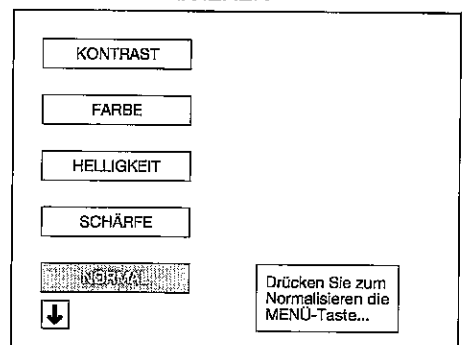 KONTRAST
FARBE
HELLIGKEIT
SCHÄRFE
NORMAL
Drücken Sie zum
Normalisieren die
MENÜ-Taste...